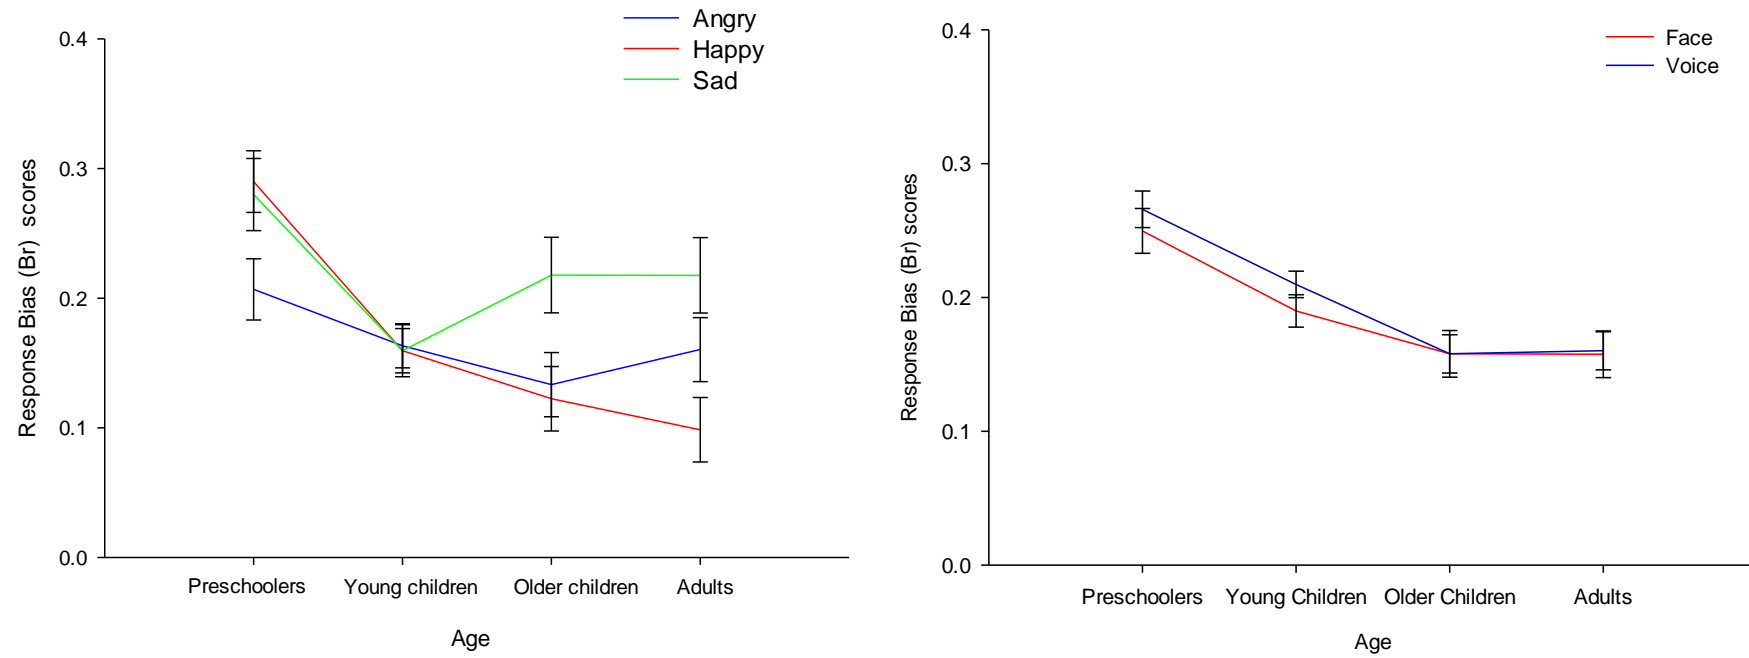 Angry
Happy
Sad
0.4
0.3
0.2
0.1
0.0
Response Bias (Br)  scores
Preschoolers
Young children
Older children
Adults
Age
Face
Voice
0.4
0.3
0.2
0.1
0.0
Response Bias (Br) scores
Preschoolers
Young Children
Older Children
Adults
Age